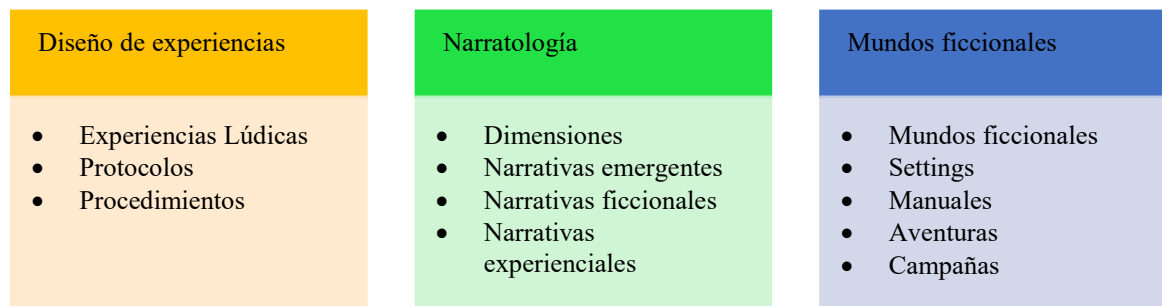 Diseño de experiencias
• Experiencias Lúdicas
• Protocolos
• Procedimientos
Narratología
• Dimensiones
• Narrativas emergentes
• Narrativas ficcionales
• Narrativas
experienciales
Mundos ficcionales
• Mundos ficcionales
• Settings
• Manuales
• Aventuras
• Campañas